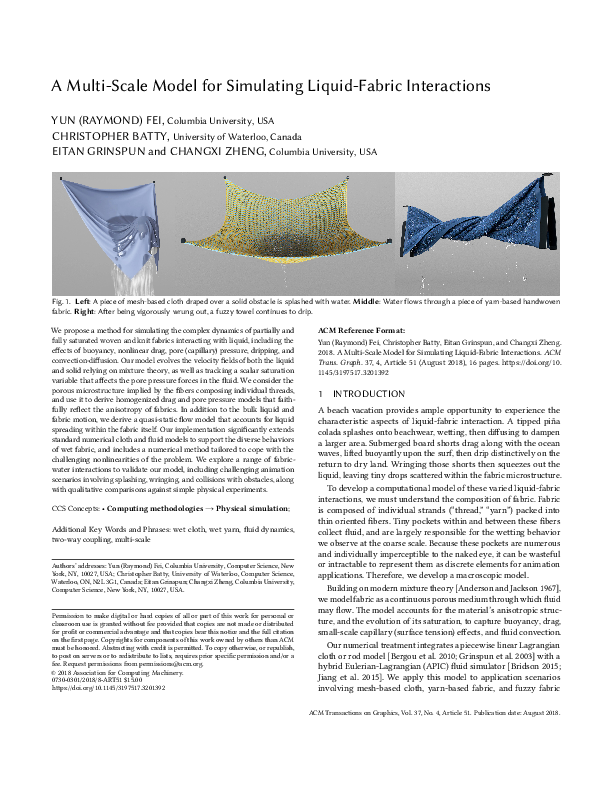 A Multi-Scale Model for Simulating Liquid-Fabric Interactions
YUN (RAYMOND) FEI, Columbia University, USA
CHRISTOPHER BATTY, University of Waterloo, Canada
EITAN GRINSPUN and CHANGXI ZHENG, Columbia University, USA
Fig. 1. Left: A piece of mesh-based cloth draped over a solid obstacle is splashed with water. Middle: Water flows through a piece of yarn-based handwoven
fabric. Right: After being vigorously wrung out, a fuzzy towel continues to drip.
We propose a method for simulating the complex dynamics of partially and
fully saturated woven and knit fabrics interacting with liquid, including the
effects of buoyancy, nonlinear drag, pore (capillary) pressure, dripping, and
convection-diffusion. Our model evolves the velocity fields of both the liquid
and solid relying on mixture theory, as well as tracking a scalar saturation
variable that affects the pore pressure forces in the fluid. We consider the
porous microstructure implied by the fibers composing individual threads,
and use it to derive homogenized drag and pore pressure models that faith-
fully reflect the anisotropy of fabrics. In addition to the bulk liquid and
fabric motion, we derive a quasi-static flow model that accounts for liquid
spreading within the fabric itself. Our implementation significantly extends
standard numerical cloth and fluid models to support the diverse behaviors
of wet fabric, and includes a numerical method tailored to cope with the
challenging nonlinearities of the problem. We explore a range of fabric-
water interactions to validate our model, including challenging animation
scenarios involving splashing, wringing, and collisions with obstacles, along
with qualitative comparisons against simple physical experiments.
CCS Concepts: • Computing methodologies → Physical simulation;
Additional Key Words and Phrases: wet cloth, wet yarn, fluid dynamics,
two-way coupling, multi-scale
Authors' addresses: Yun (Raymond) Fei, Columbia University, Computer Science, New
York, NY, 10027, USA; Christopher Batty, University of Waterloo, Computer Science,
Waterloo, ON, N2L 3G1, Canada; Eitan Grinspun; Changxi Zheng, Columbia University,
Computer Science, New York, NY, 10027, USA.
Permission to make digital or hard copies of all or part of this work for personal or
classroom use is granted without fee provided that copies are not made or distributed
for profit or commercial advantage and that copies bear this notice and the full citation
on the first page. Copyrights for components of this work owned by others than ACM
must be honored. Abstracting with credit is permitted. To copy otherwise, or republish,
to post on servers or to redistribute to lists, requires prior specific permission and/or a
fee. Request permissions from permissions@acm.org.
© 2018 Association for Computing Machinery.
0730-0301/2018/8-ART51 $15.00
https://doi.org/10.1145/3197517.3201392
ACM Reference Format:
Yun (Raymond) Fei, Christopher Batty, Eitan Grinspun, and Changxi Zheng.
2018. A Multi-Scale Model for Simulating Liquid-Fabric Interactions. ACM
Trans. Graph. 37, 4, Article 51 (August 2018), 16 pages. https://doi.org/10.
1145/3197517.3201392
1 INTRODUCTION
A beach vacation provides ample opportunity to experience the
characteristic aspects of liquid-fabric interaction. A tipped piña
colada splashes onto beachwear, wetting, then diffusing to dampen
a larger area. Submerged board shorts drag along with the ocean
waves, lifted buoyantly upon the surf, then drip distinctively on the
return to dry land. Wringing those shorts then squeezes out the
liquid, leaving tiny drops scattered within the fabric microstructure.
To develop a computational model of these varied liquid-fabric
interactions, we must understand the composition of fabric. Fabric
is composed of individual strands ("thread," "yarn") packed into
thin oriented fibers. Tiny pockets within and between these fibers
collect fluid, and are largely responsible for the wetting behavior
we observe at the coarse scale. Because these pockets are numerous
and individually imperceptible to the naked eye, it can be wasteful
or intractable to represent them as discrete elements for animation
applications. Therefore, we develop a macroscopic model.
Building on modern mixture theory [Anderson and Jackson 1967],
we model fabric as a continuous porous medium through which fluid
may flow. The model accounts for the material's anisotropic struc-
ture, and the evolution of its saturation, to capture buoyancy, drag,
small-scale capillary (surface tension) effects, and fluid convection.
Our numerical treatment integrates a piecewise linear Lagrangian
cloth or rod model [Bergou et al. 2010; Grinspun et al. 2003] with a
hybrid Eulerian-Lagrangian (APIC) fluid simulator [Bridson 2015;
Jiang et al. 2015]. We apply this model to application scenarios
involving mesh-based cloth, yarn-based fabric, and fuzzy fabric
ACM Transactions on Graphics, Vol. 37, No. 4, Article 51. Publication date: August 2018.